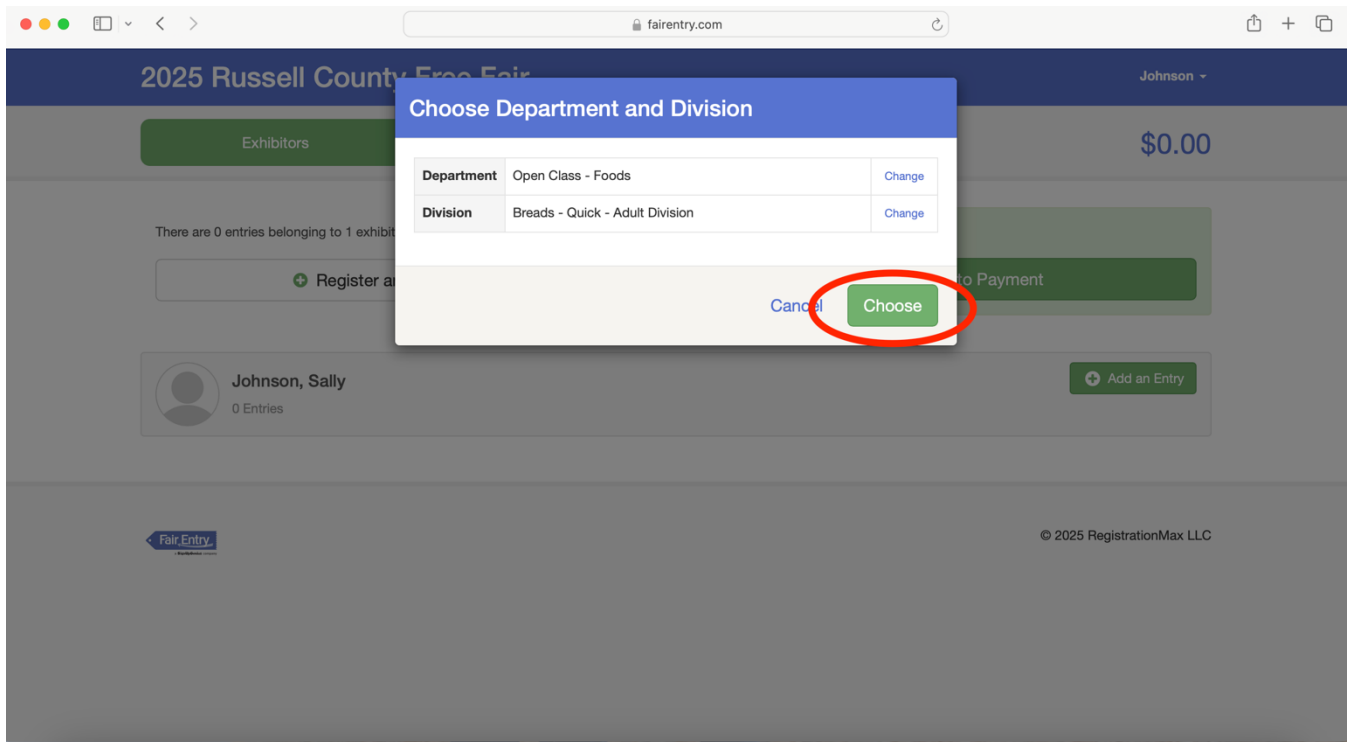 fairentry.com
2025 Russell County Free Fair
Johnson
Choose Department and Division
Exhibitors
$0.00
Department Open Class - Foods Change
Division Breads - Quick - Adult Division Change
There are 0 entries belonging to 1 exhibit
Register a
to Payment
Cancel Choose
Johnson, Sally
0 Entries
Add an Entry
Fair Entry
© 2025 RegistrationMax LLC